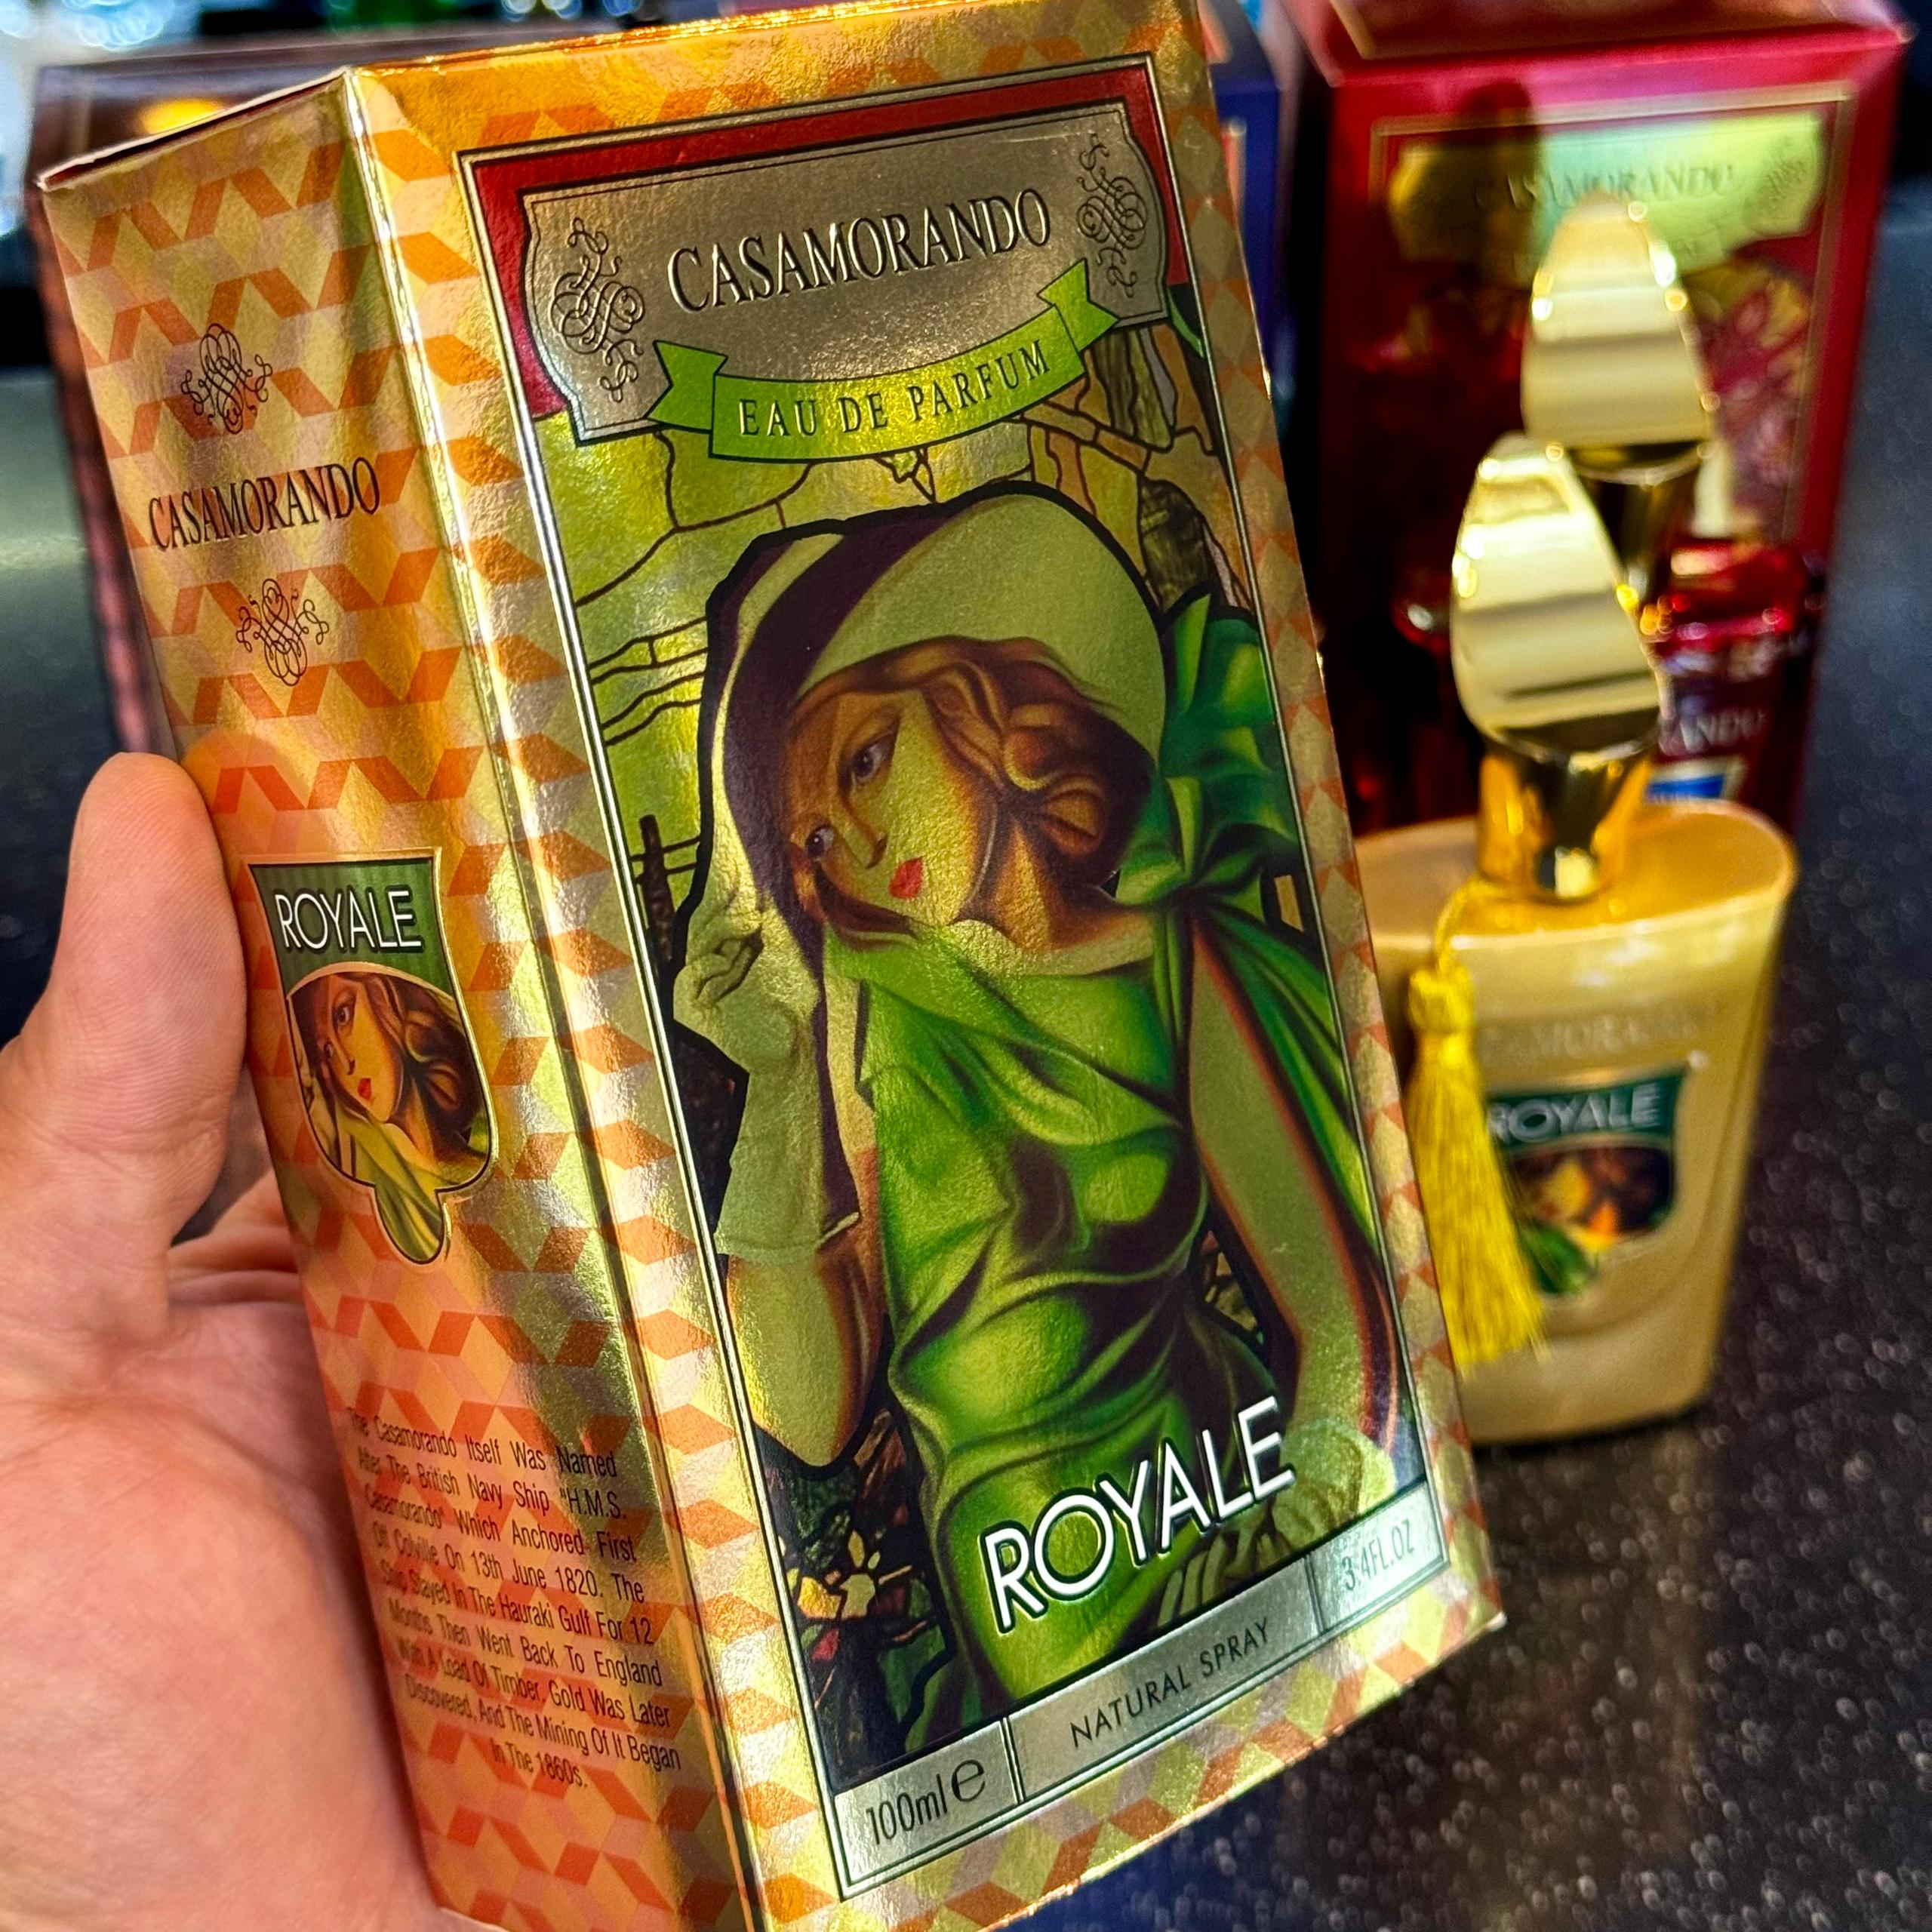 CASAMORANDO
EAU DE PARFUM
ROYALE
100ml e
NATURAL SPRAY
3.4FL.OZ
CASAMORANDO
ROYALE
The Casamorando Itself Was Named
After The British Navy Ship "H.M.S.
Casamorando" Which Anchored First
Of Colville On 13th June 1820. The
Ship Stayed In The Hauraki Gulf For 12
Months Then Went Back To England
With A Load Of Timber. Gold Was Later
Discovered, And The Mining Of It Began
In The 1860s.
CASAMORANDO
ANDO
CASAMORANDO
ROYALE